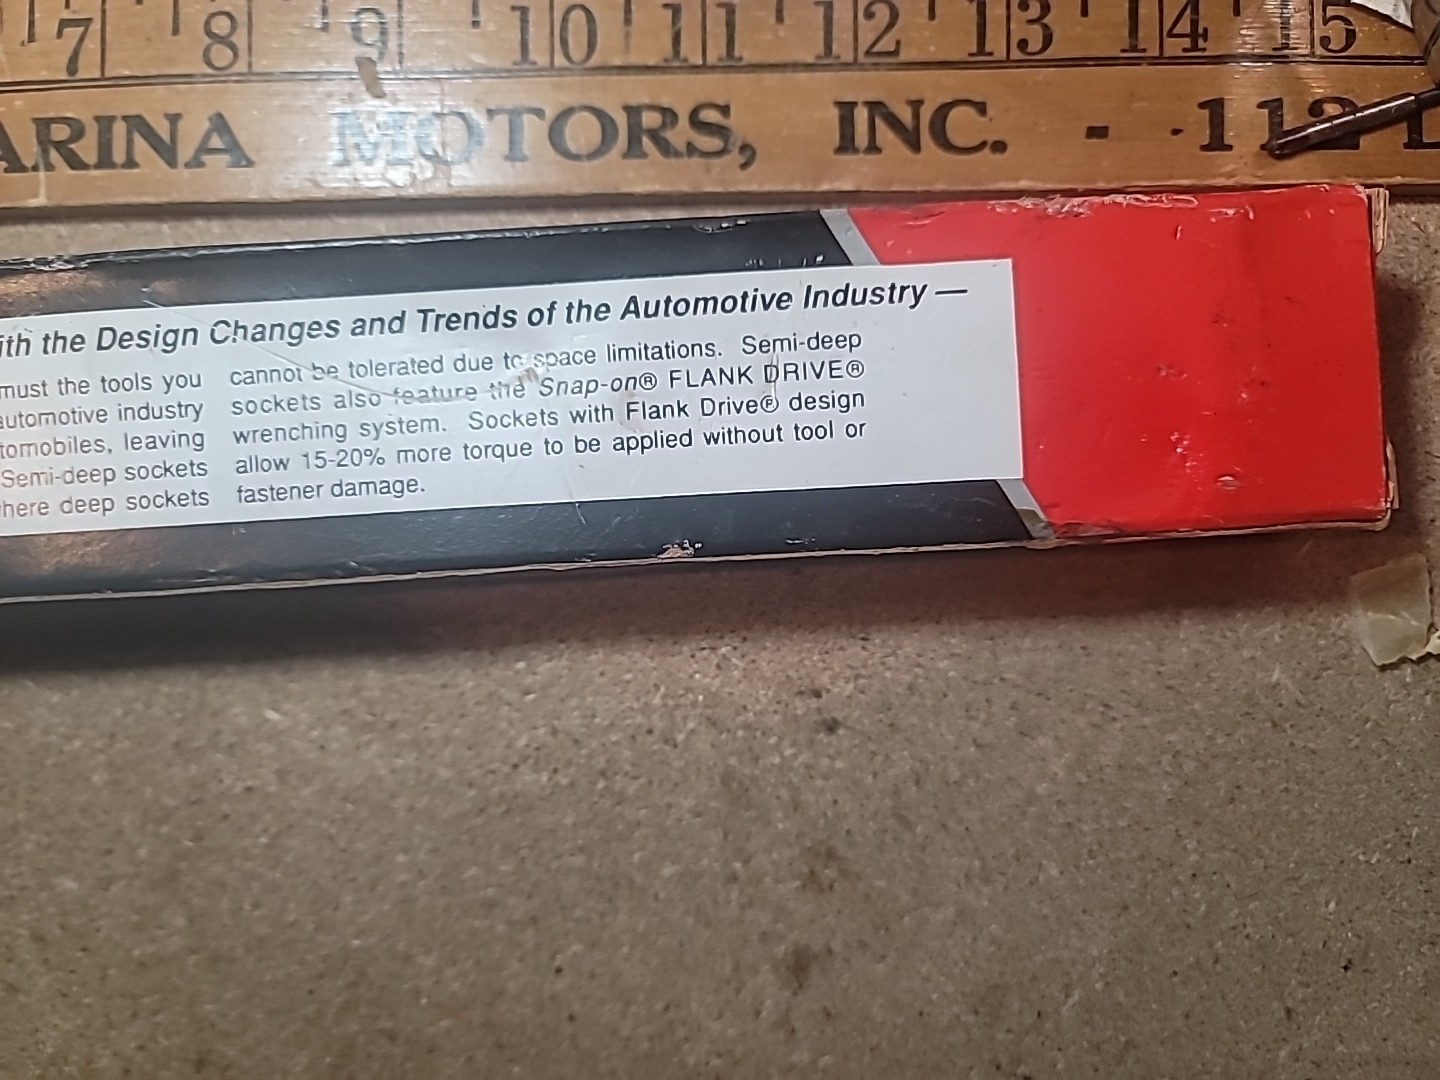 7 8 9 10 11 12 13 14 15
ARINA MOTORS, INC. - 112
ith the Design Changes and Trends of the Automotive Industry —
must the tools you
automotive industry
tomobiles, leaving
Semi-deep sockets
here deep sockets
cannot be tolerated due to space limitations. Semi-deep
sockets also feature the Snap-on® FLANK DRIVE®
wrenching system. Sockets with Flank Drive® design
allow 15-20% more torque to be applied without tool or
fastener damage.